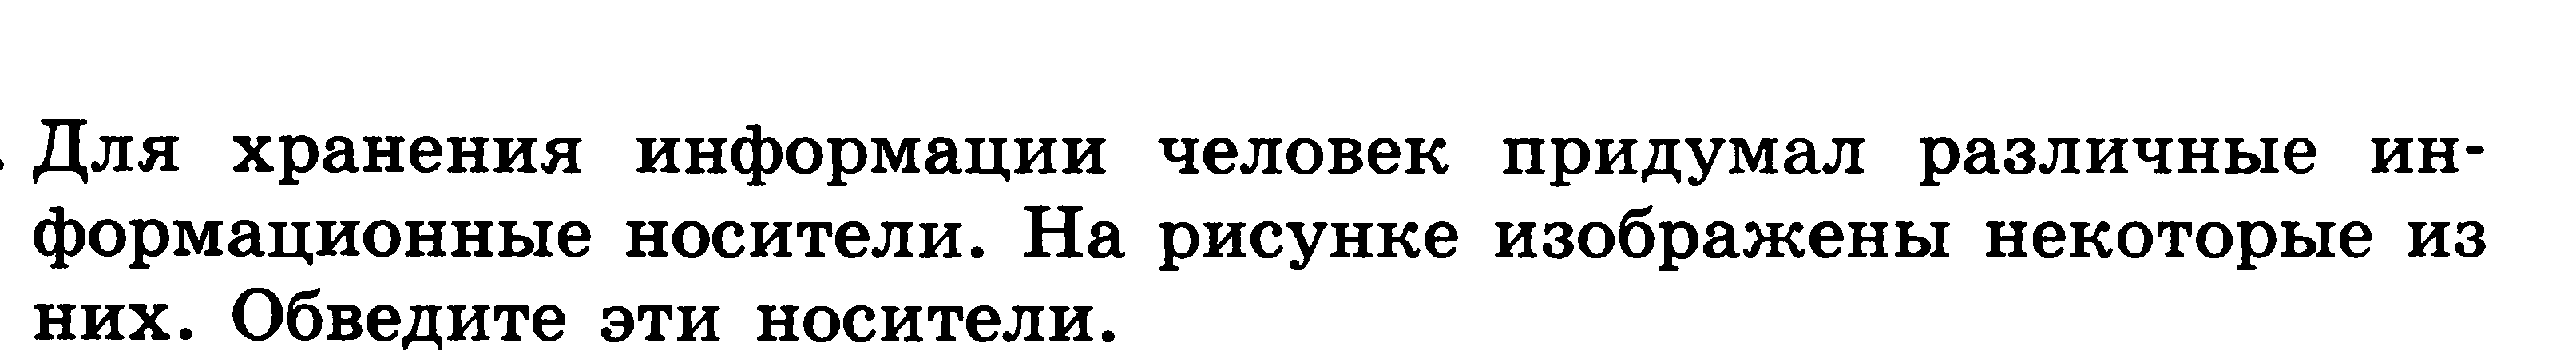 . Для хранения информации человек придумал различные ин-
формационные носители. На рисунке изображены некоторые из
них. Обведите эти носители.